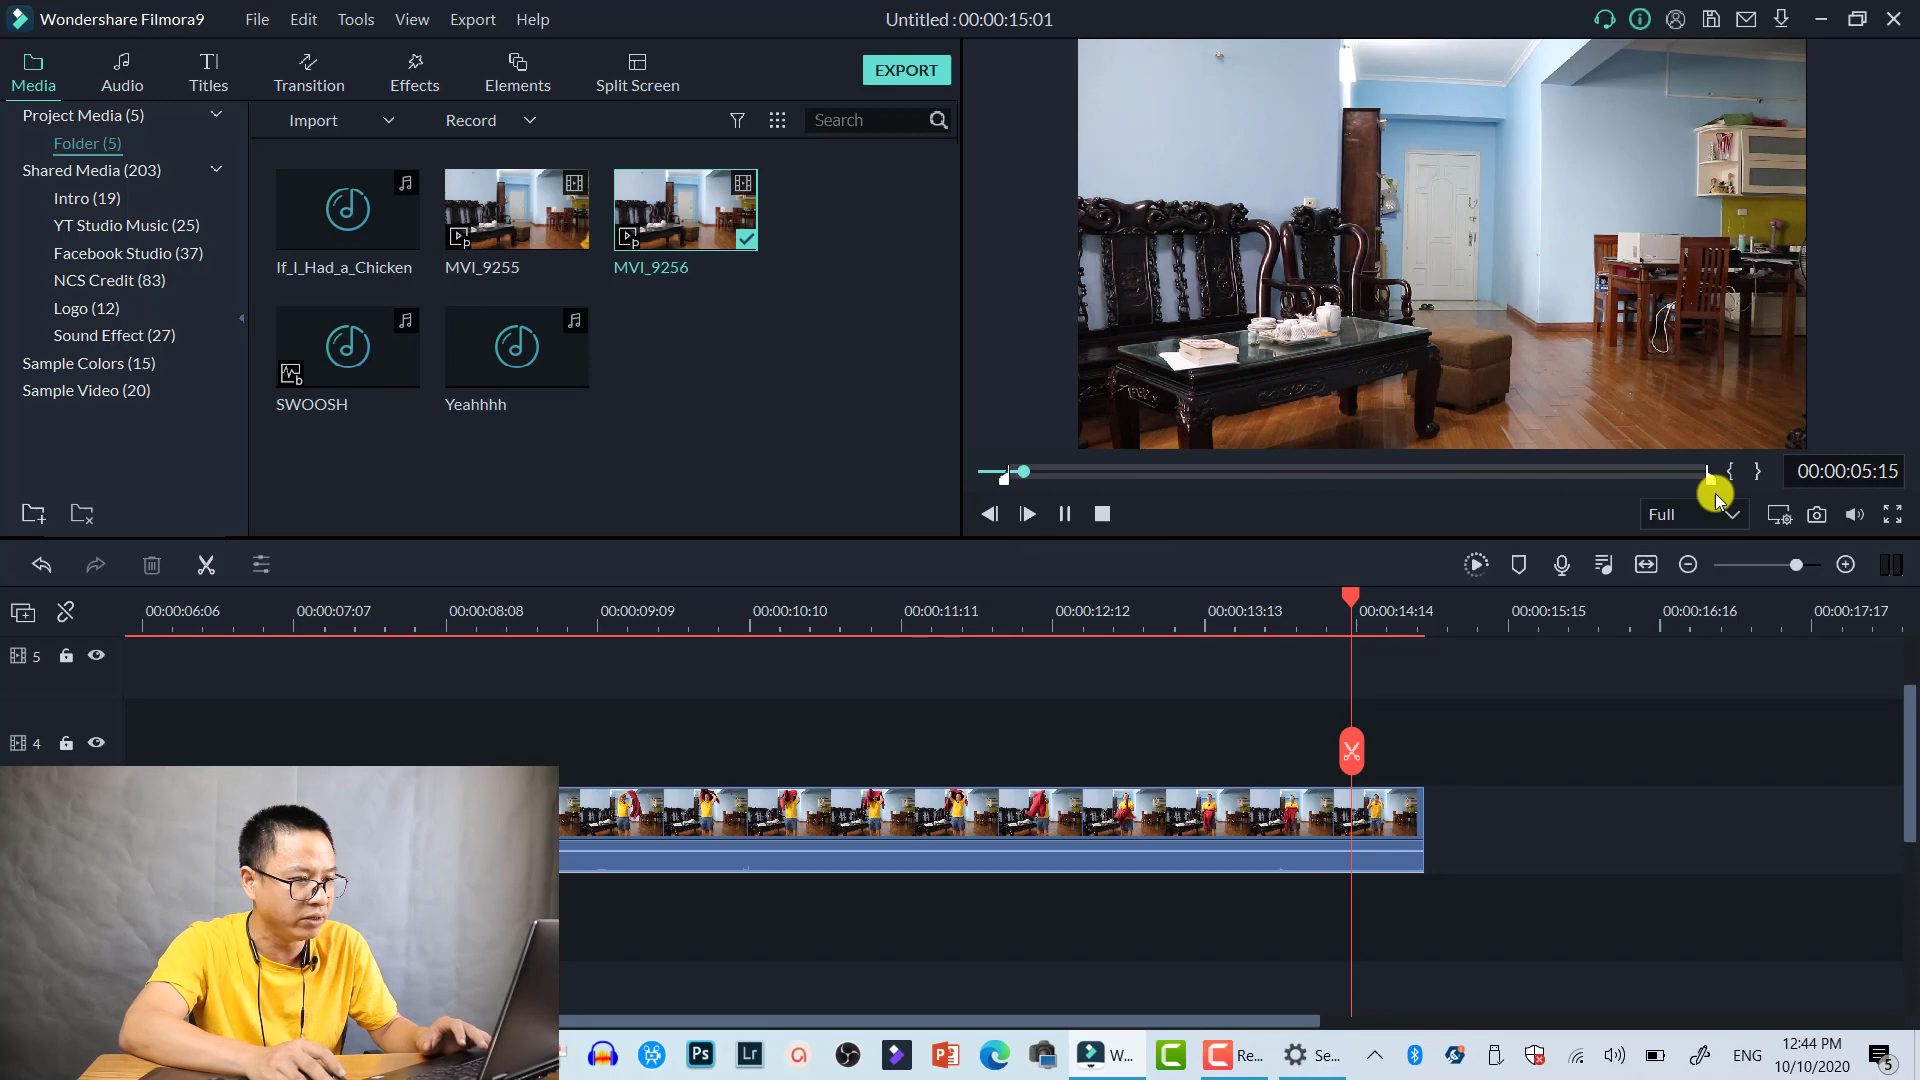 Wondershare Filmora9 File Edit Tools View Export Help Untitled : 00:00:15:01
Media Audio Titles Transition Effects Elements Split Screen EXPORT
Project Media (5)
Folder (5)
Shared Media (203)
Intro (19)
YT Studio Music (25)
Facebook Studio (37)
NCS Credit (83)
Logo (12)
Sound Effect (27)
Sample Colors (15)
Sample Video (20)
Import Record Search
If_I_Had_a_Chicken MVI_9255 MVI_9256
SWOOSH Yeahhhh
{ } 00:00:05:15
Full
00:00:06:06 00:00:07:07 00:00:08:08 00:00:09:09 00:00:10:10 00:00:11:11 00:00:12:12 00:00:13:13 00:00:14:14 00:00:15:15 00:00:16:16 00:00:17:17
5
4
Ps Lr W... Re... Se... ENG 12:44 PM
10/10/2020 5